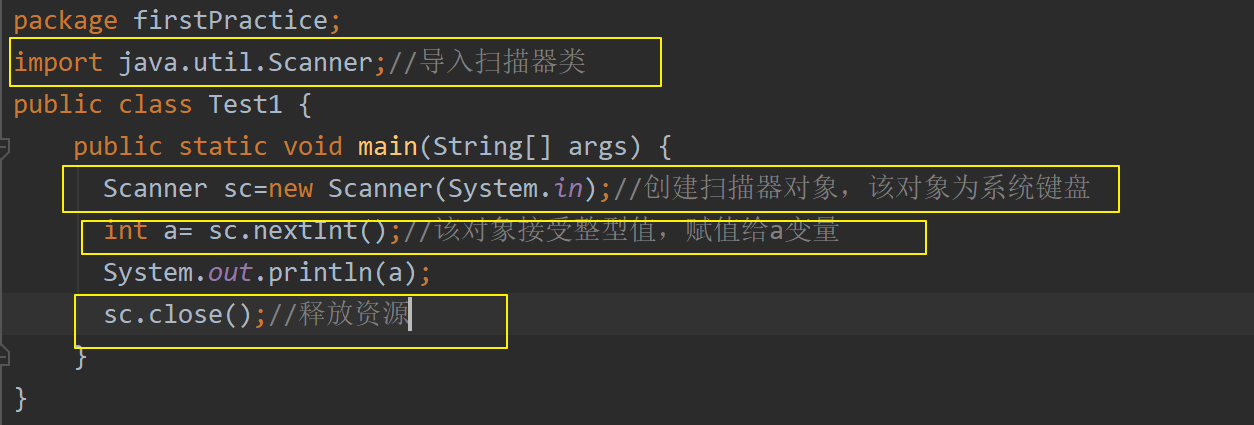 package firstPractice;
import java.util.Scanner;//导入扫描器类
public class Test1 {
public static void main(String[] args) {
Scanner sc=new Scanner(System.in);//创建扫描器对象，该对象为系统键盘
int a= sc.nextInt();//该对象接受整型值，赋值给a变量
System.out.println(a);
sc.close();//释放资源
}
}